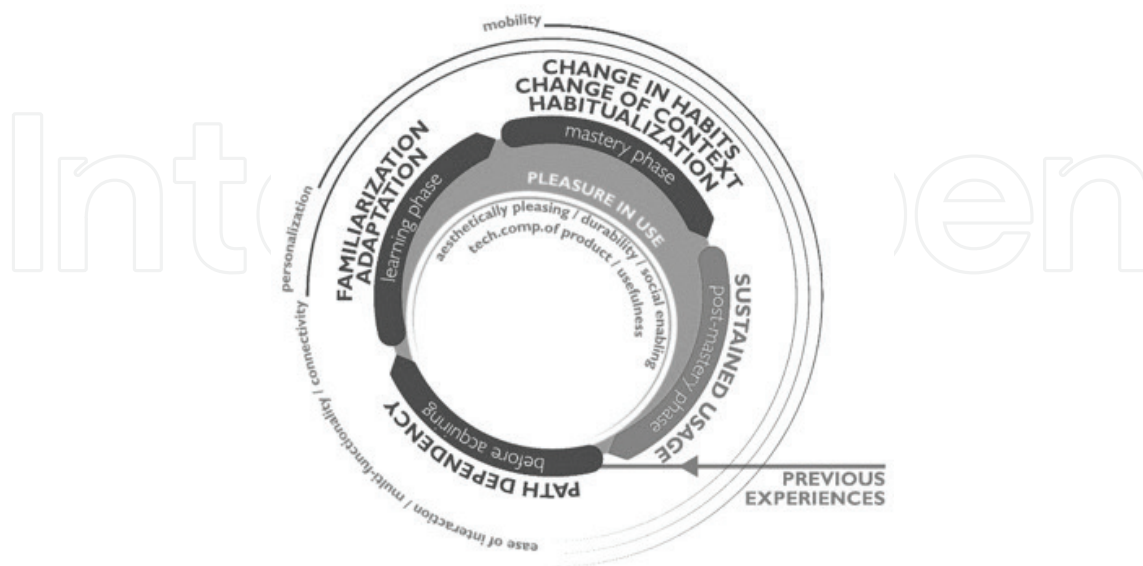 mobility
CHANGE IN HABITS
CHANGE OF CONTEXT
HABITUALIZATION
mastery phase
FAMILIARIZATION
ADAPTATION
learning phase
personalization
PLEASURE IN USE
aesthetically pleasing / durability / social enabling
tech.comp.of product / usefulness
SUSTAINED USAGE
post-mastery phase
before acquiring
PATH DEPENDENCY
ease of interaction / multi-functionality / connectivity
PREVIOUS
EXPERIENCES